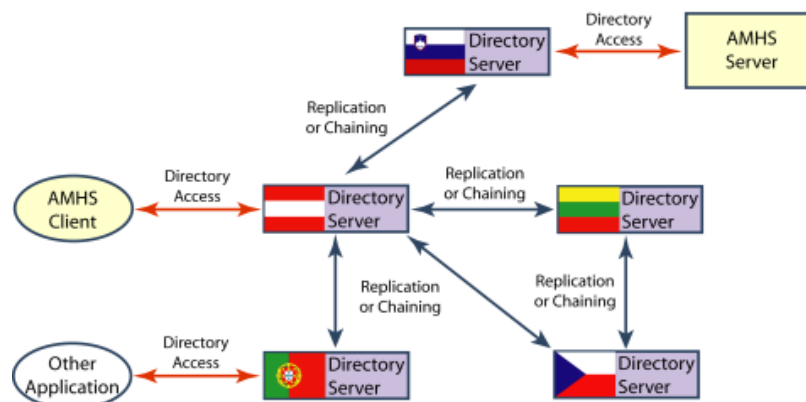 Directory
Server
Directory
Access
AMHS
Server
Replication
or Chaining
AMHS
Client
Directory
Access
Directory
Server
Replication
or Chaining
Directory
Server
Replication
or Chaining
Replication
or Chaining
Other
Application
Directory
Access
Directory
Server
Directory
Server